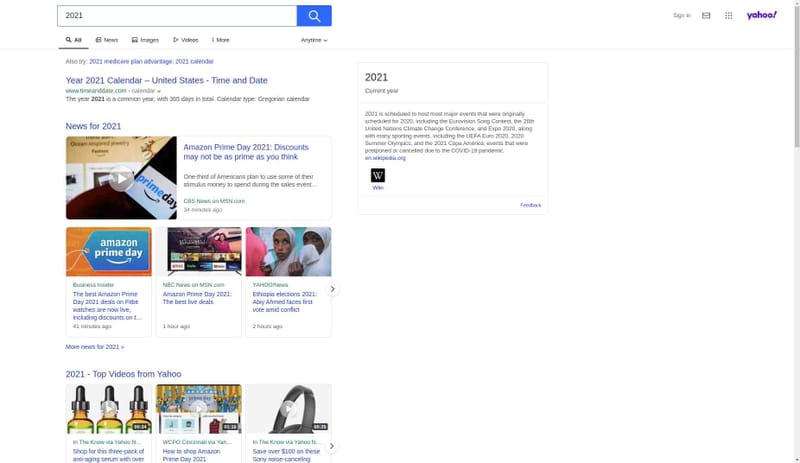 2021
Sign In
yahoo!
All
News
Images
Videos
More
Anytime
Also try: 2021 medicare plan advantage, 2021 calendar
Year 2021 Calendar – United States - Time and Date
www.timeanddate.com › calendar
The year 2021 is a common year, with 365 days in total. Calendar type: Gregorian calendar
News for 2021
Amazon Prime Day 2021: Discounts
may not be as prime as you think
One-third of Americans plan to use some of their
stimulus money to spend during the sales event…
CBS News on MSN.com
34 minutes ago
amazon
prime day
Business Insider
The best Amazon Prime
Day 2021 deals on Fitbit
watches are now live,
including discounts on t…
41 minutes ago
NBC News on MSN.com
Amazon Prime Day 2021:
The best live deals
1 hour ago
YAHOO!News
Ethiopia elections 2021:
Abiy Ahmed faces first
vote amid conflict
2 hours ago
More news for 2021 »
2021 - Top Videos from Yahoo
00:34
In The Know via Yahoo N…
Shop for this three-pack of
anti-aging serum with over
prime day
01:16
WCPO Cincinnati via Yah…
How to shop Amazon
Prime Day 2021
00:35
In The Know via Yahoo N…
Save over $100 on these
Sony noise-canceling
2021
Current year
2021 is scheduled to host most major events that were originally
scheduled for 2020, including the Eurovision Song Contest, the 26th
United Nations Climate Change Conference, and Expo 2020, along
with many sporting events, including the UEFA Euro 2020, 2020
Summer Olympics, and the 2021 Copa América; events that were
postponed or canceled due to the COVID-19 pandemic.
en.wikipedia.org
W
Wiki
Feedback